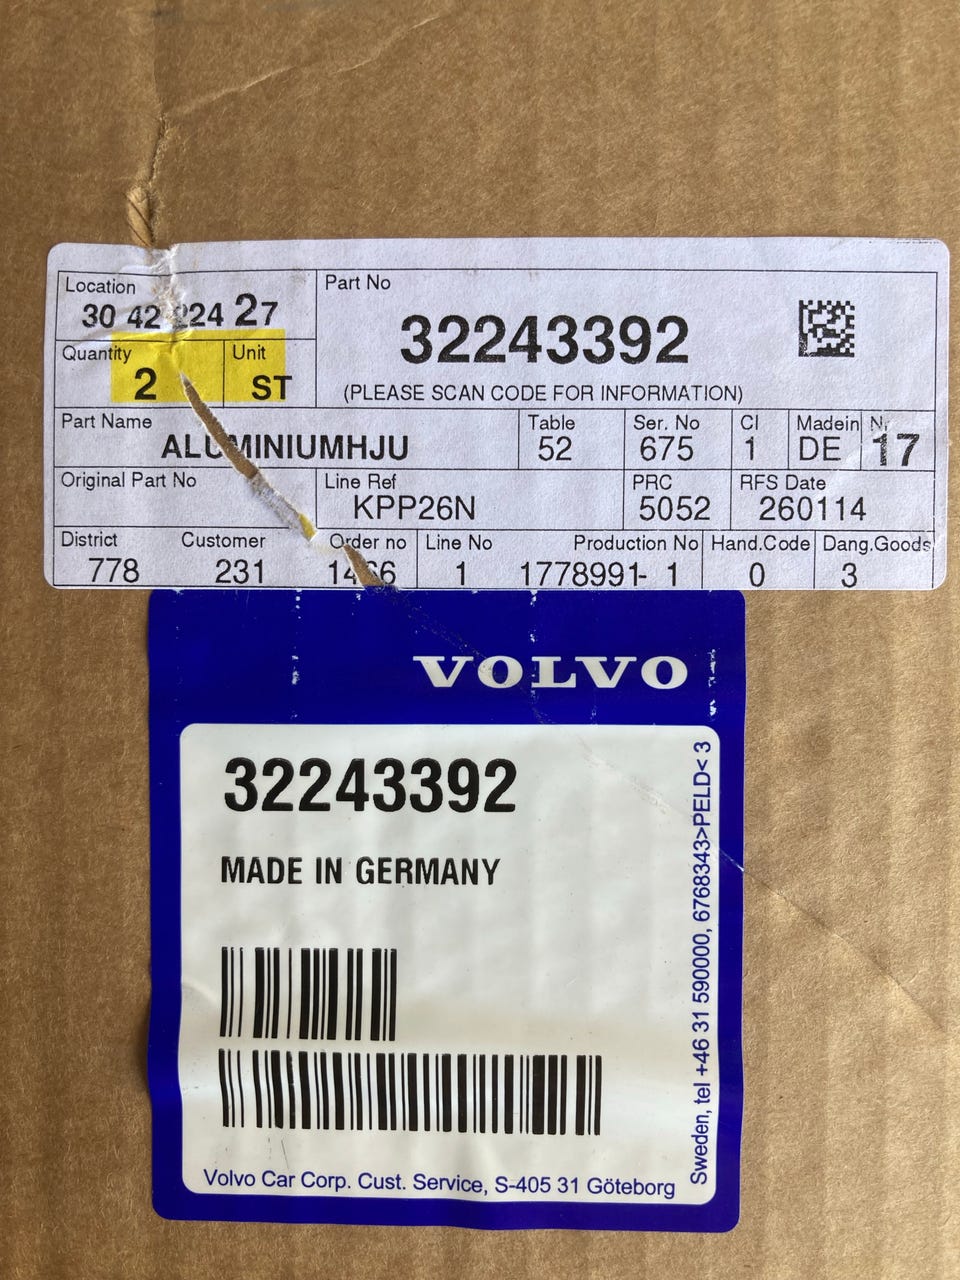 Location
30 42 224 27
Quantity
2
Unit
ST
Part No
32243392
(PLEASE SCAN CODE FOR INFORMATION)
Part Name
ALUMINIUMHJU
Table
52
Ser. No
675
Cl
1
Madein
DE
Nr
17
Original Part No
Line Ref
KPP26N
PRC
5052
RFS Date
260114
District
778
Customer
231
Order no
Line No
1
Production No
1778991- 1
Hand.Code
0
Dang.Goods
3
VOLVO
32243392
MADE IN GERMANY
Volvo Car Corp. Cust. Service, S-405 31 Göteborg
Sweden, tel +46 31 590000, 6768343>PELD< 3